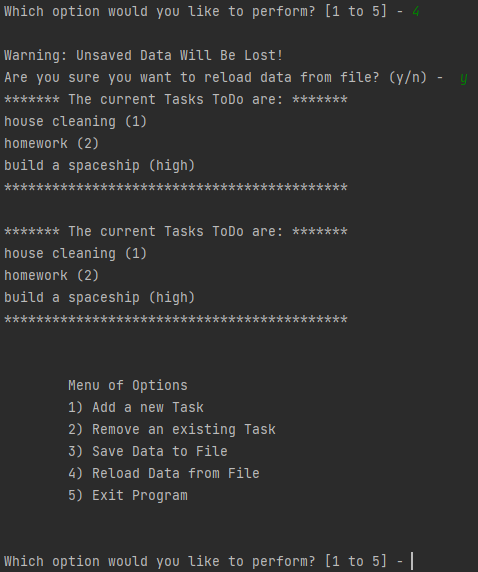 Which option would you like to perform? [1 to 5] - 4
Warning: Unsaved Data Will Be Lost!
Are you sure you want to reload data from file? (y/n) -  y
******* The current Tasks ToDo are: *******
house cleaning (1)
homework (2)
build a spaceship (high)
*******************************************
******* The current Tasks ToDo are: *******
house cleaning (1)
homework (2)
build a spaceship (high)
*******************************************
Menu of Options
1) Add a new Task
2) Remove an existing Task
3) Save Data to File
4) Reload Data from File
5) Exit Program
Which option would you like to perform? [1 to 5] -